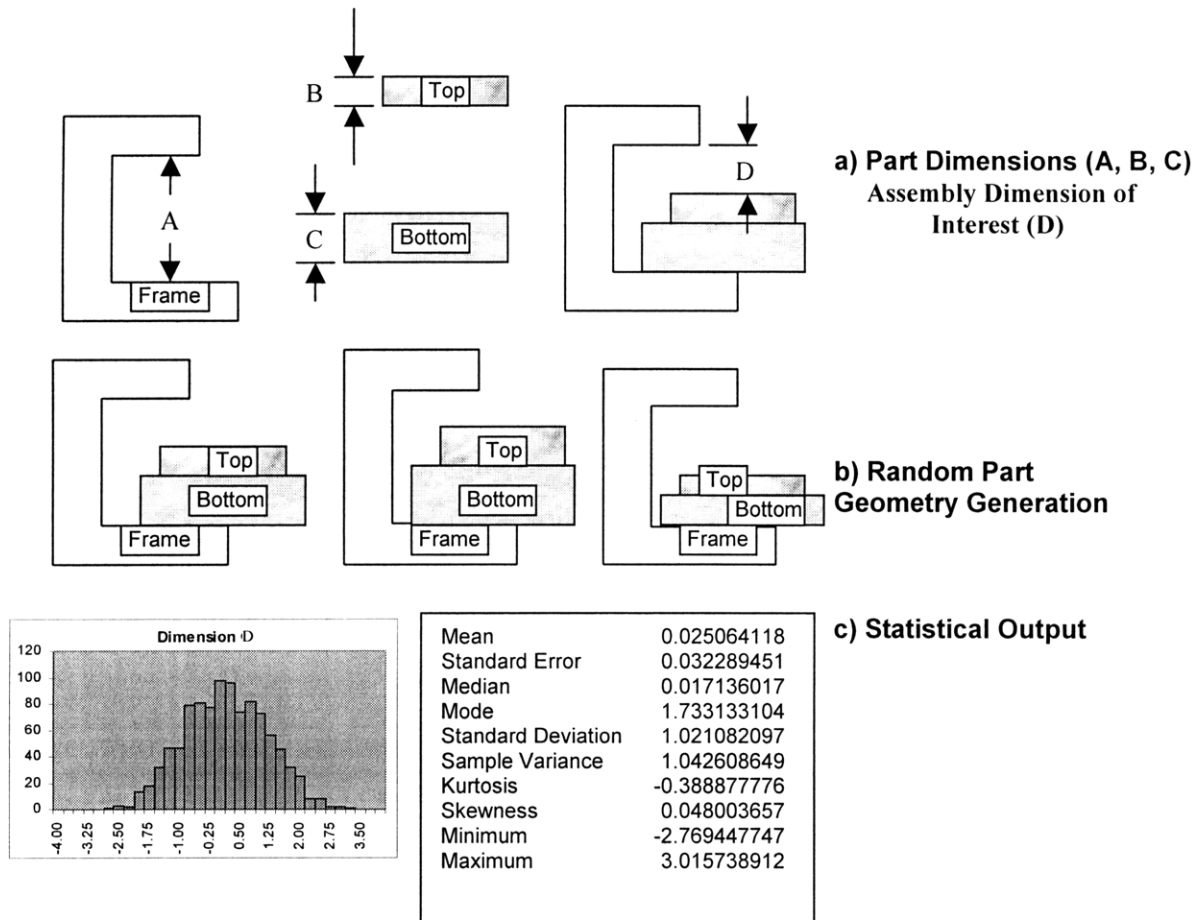 B
Top
A
C
Bottom
Frame
D
a) Part Dimensions (A, B, C)
Assembly Dimension of
Interest (D)
Top
Bottom
Frame
Top
Bottom
Frame
Top
Bottom
Frame
b) Random Part
Geometry Generation
Dimension D
120
100
80
60
40
20
0
-4.00
-3.25
-2.50
-1.75
-1.00
-0.25
0.50
1.25
2.00
2.75
3.50
Mean 0.025064118
Standard Error 0.032289451
Median 0.017136017
Mode 1.733133104
Standard Deviation 1.021082097
Sample Variance 1.042608649
Kurtosis -0.388877776
Skewness 0.048003657
Minimum -2.769447747
Maximum 3.015738912
c) Statistical Output